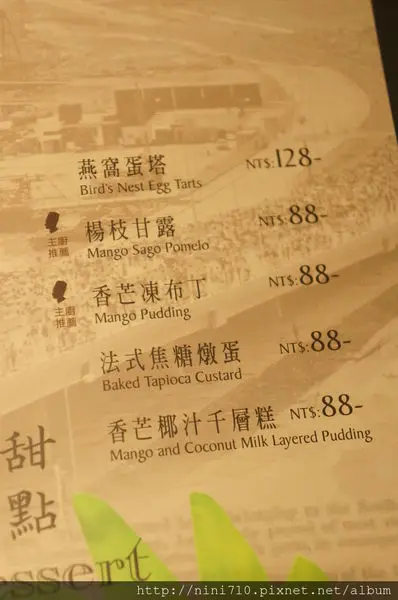 燕窩蛋塔 NT$:128-
Bird's Nest Egg Tarts
主廚
推薦
楊枝甘露 NT$:88-
Mango Sago Pomelo
主廚
推薦
香芒凍布丁 NT$:88-
Mango Pudding
法式焦糖燉蛋 NT$:88-
Baked Tapioca Custard
香芒椰汁千層糕 NT$:88-
Mango and Coconut Milk Layered Pudding
甜點
essert
http://nini710.pixnet.net/album